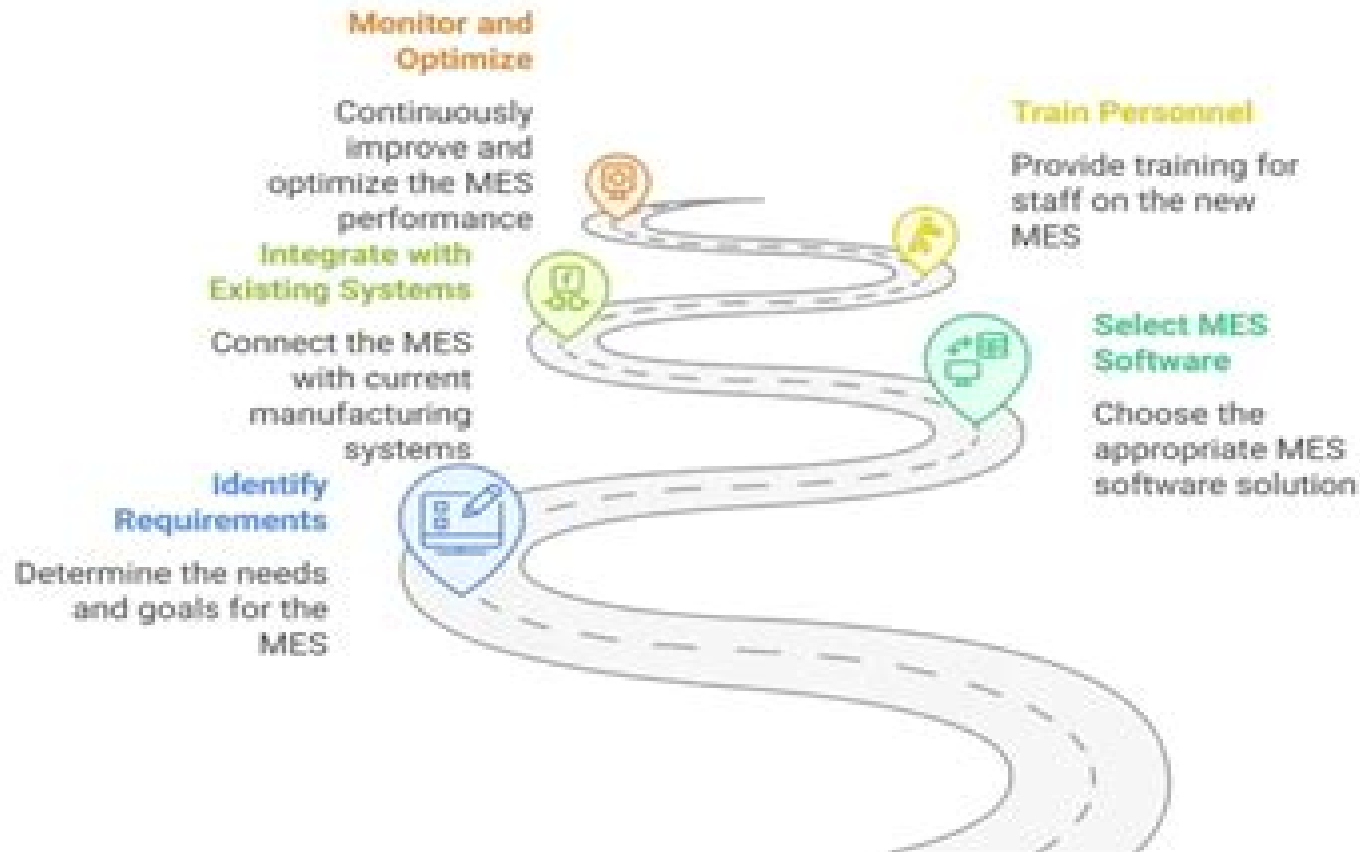 Monitor and
Optimize
Continuously
improve and
optimize the MES
performance
Train Personnel
Provide training for
staff on the new
MES
Integrate with
Existing Systems
Connect the MES
with current
manufacturing
systems
Select MES
Software
Choose the
appropriate MES
software solution
Identify
Requirements
Determine the needs
and goals for the
MES